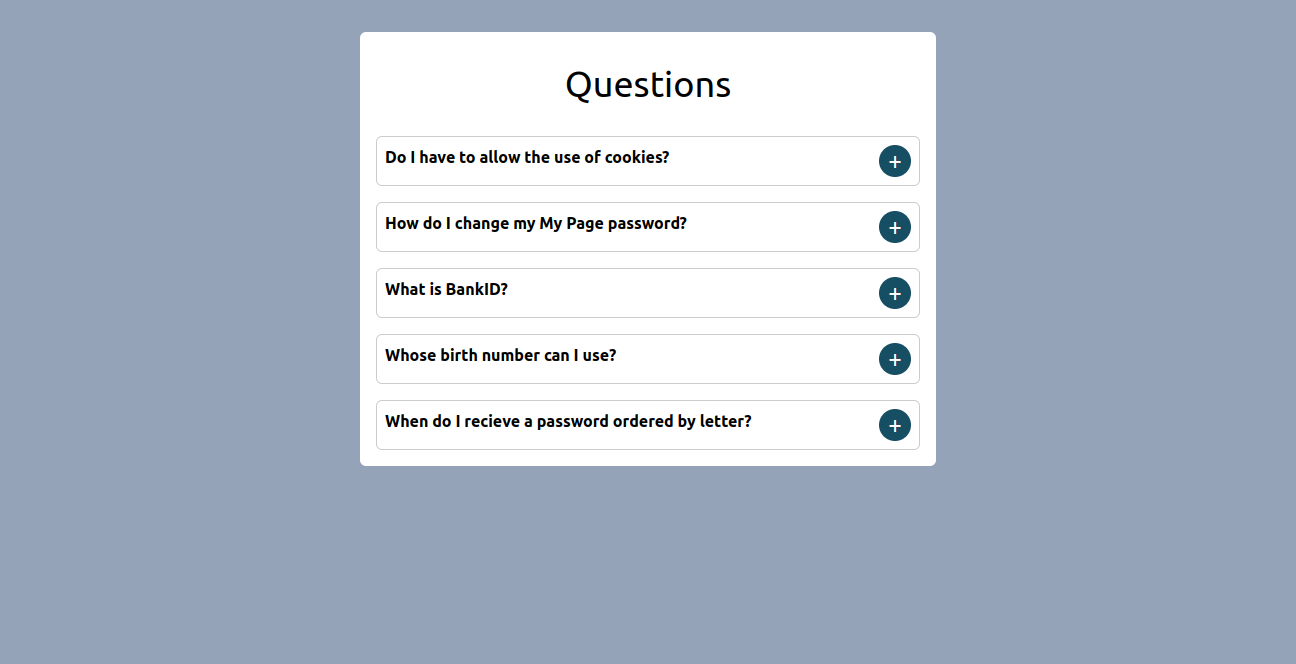 Questions
Do I have to allow the use of cookies? +
How do I change my My Page password? +
What is BankID? +
Whose birth number can I use? +
When do I recieve a password ordered by letter? +